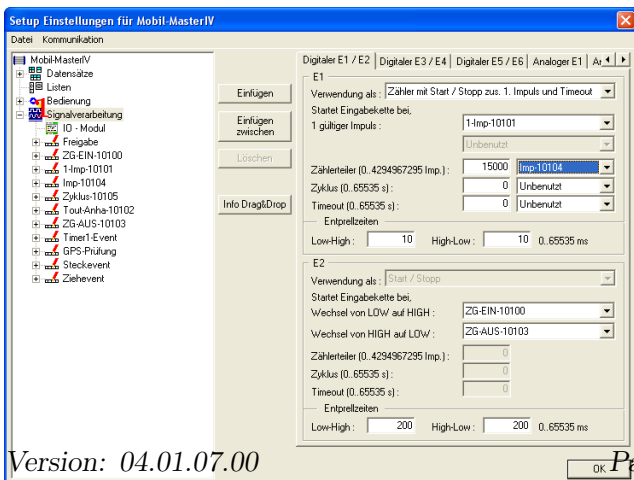 Setup Einstellungen für Mobil-MasterIV
Datei Kommunikation
Mobil-MasterIV
Datensätze
Listen
Bedienung
Signalverarbeitung
IO - Modul
Freigabe
ZG-EIN-10100
1-Imp-10101
Imp-10104
Zyklus-10105
Tout-Anha-10102
ZG-AUS-10103
Timer1-Event
GPS-Prüfung
Steckevent
Ziehevent
Einfügen
Einfügen
zwischen
Löschen
Info Drag&Drop
Digitaler E1 / E2 Digitaler E3 / E4 Digitaler E5 / E6 Analoger E1
E1
Verwendung als : Zähler mit Start / Stopp zus. 1. Impuls und Timeout
Startet Eingabekette bei,
1 gültiger Impuls : 1-Imp-10101
Unbenutzt
Zählerteiler (0..4294967295 Imp.) : 15000 Imp-10104
Zyklus (0..65535 s) : 0 Unbenutzt
Timeout (0..65535 s) : 0 Unbenutzt
Entprellzeiten
Low-High : 10 High-Low : 10 0..65535 ms
E2
Verwendung als : Start / Stopp
Startet Eingabekette bei,
Wechsel von LOW auf HIGH : ZG-EIN-10100
Wechsel von HIGH auf LOW : ZG-AUS-10103
Zählerteiler (0..4294967295 Imp.) : 0
Zyklus (0..65535 s) : 0
Timeout (0..65535 s) : 0
Entprellzeiten
Low-High : 200 High-Low : 200 0..65535 ms
Version: 04.01.07.00
OK